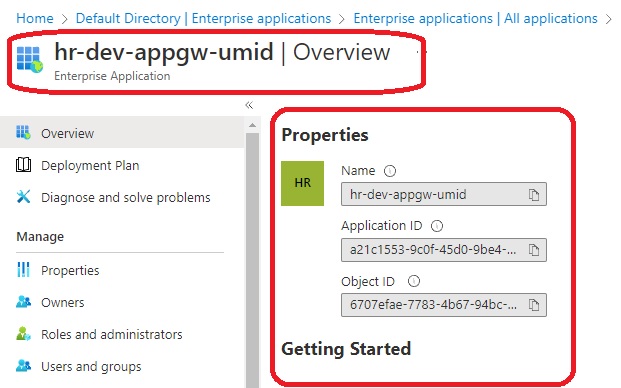 Home > Default Directory | Enterprise applications > Enterprise applications | All applications >
hr-dev-appgw-umid | Overview ...
Enterprise Application
«
Overview
Deployment Plan
Diagnose and solve problems
Manage
Properties
Owners
Roles and administrators
Users and groups
Properties
HR
Name
hr-dev-appgw-umid
Application ID
a21c1553-9c0f-45d0-9be4-...
Object ID
6707efae-7783-4b67-94bc-...
Getting Started